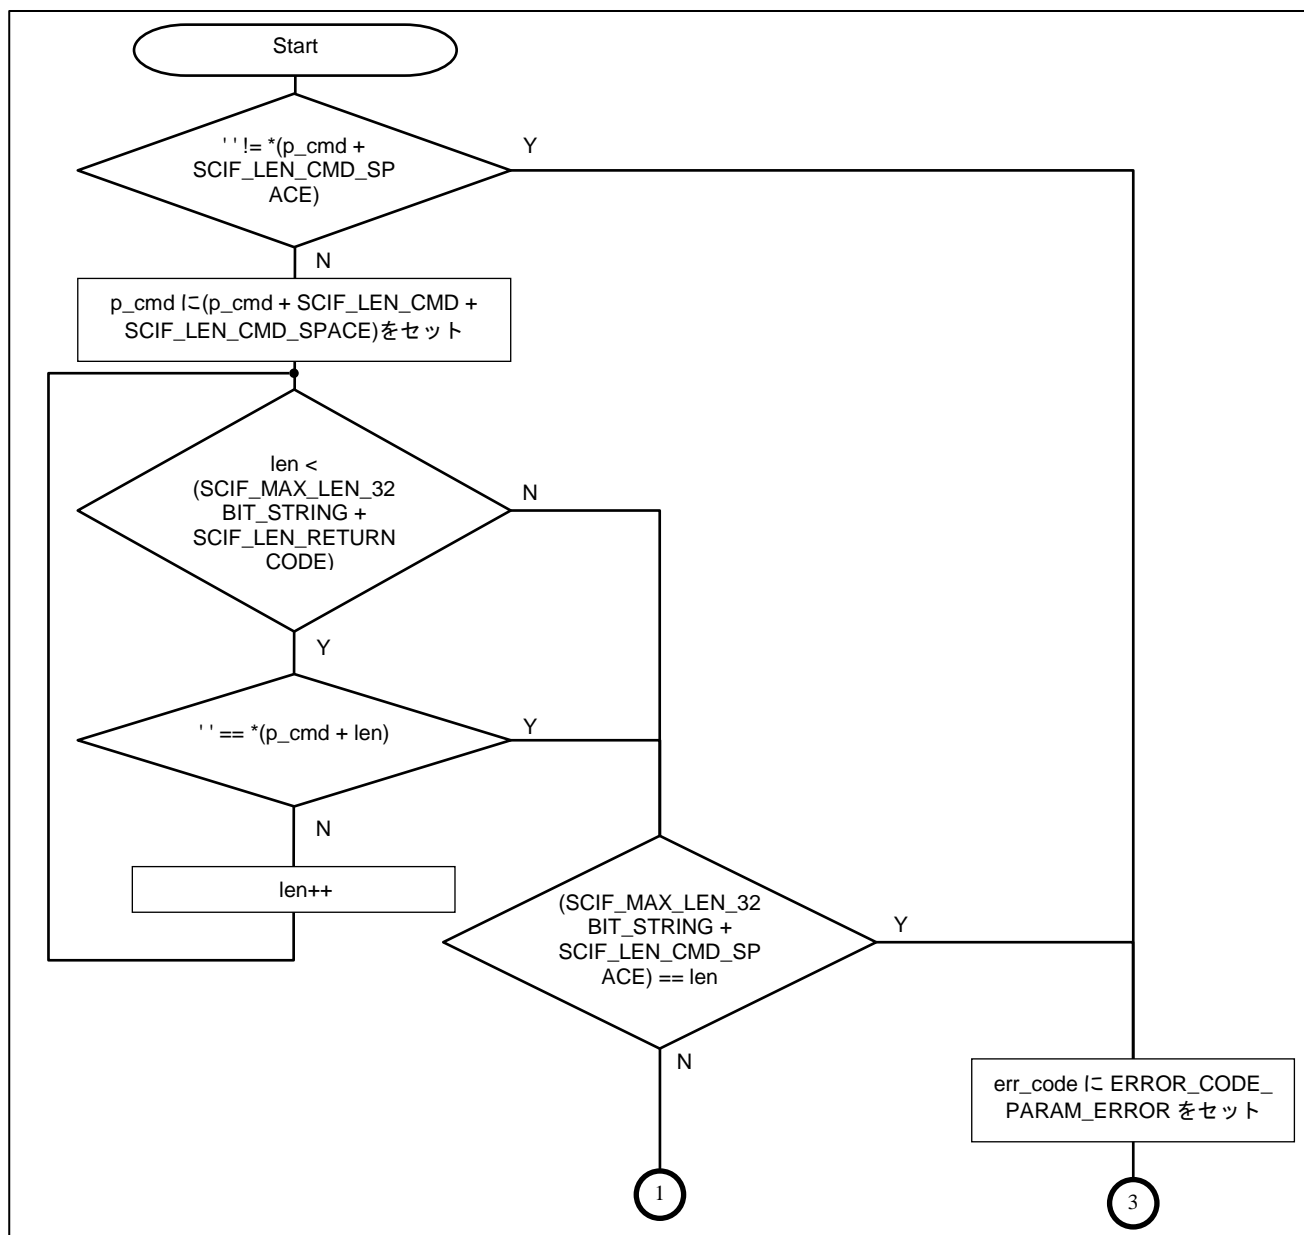 Start
' ' != *(p_cmd +
SCIF_LEN_CMD_SP
ACE)
Y
N
p_cmd に(p_cmd + SCIF_LEN_CMD +
SCIF_LEN_CMD_SPACE)をセット
len <
(SCIF_MAX_LEN_32
BIT_STRING +
SCIF_LEN_RETURN
CODE)
N
Y
' ' == *(p_cmd + len)
Y
N
len++
(SCIF_MAX_LEN_32
BIT_STRING +
SCIF_LEN_CMD_SP
ACE) == len
Y
N
err_code に ERROR_CODE_
PARAM_ERROR をセット
1
3